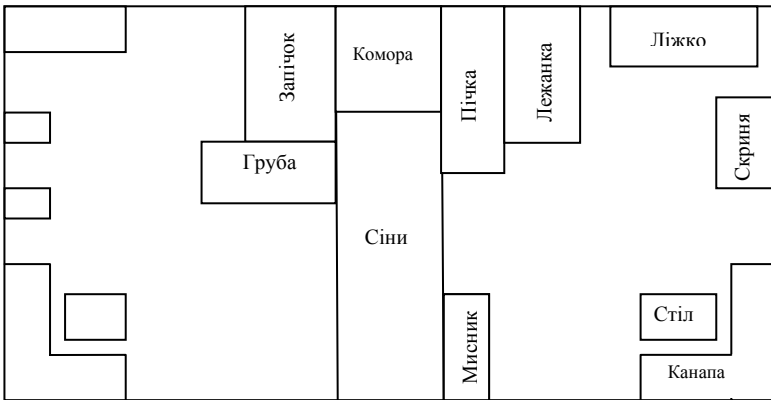 Запічок
Комора
Пічка
Лежанка
Ліжко
Скриня
Груба
Сіни
Мисник
Стіл
Канапа